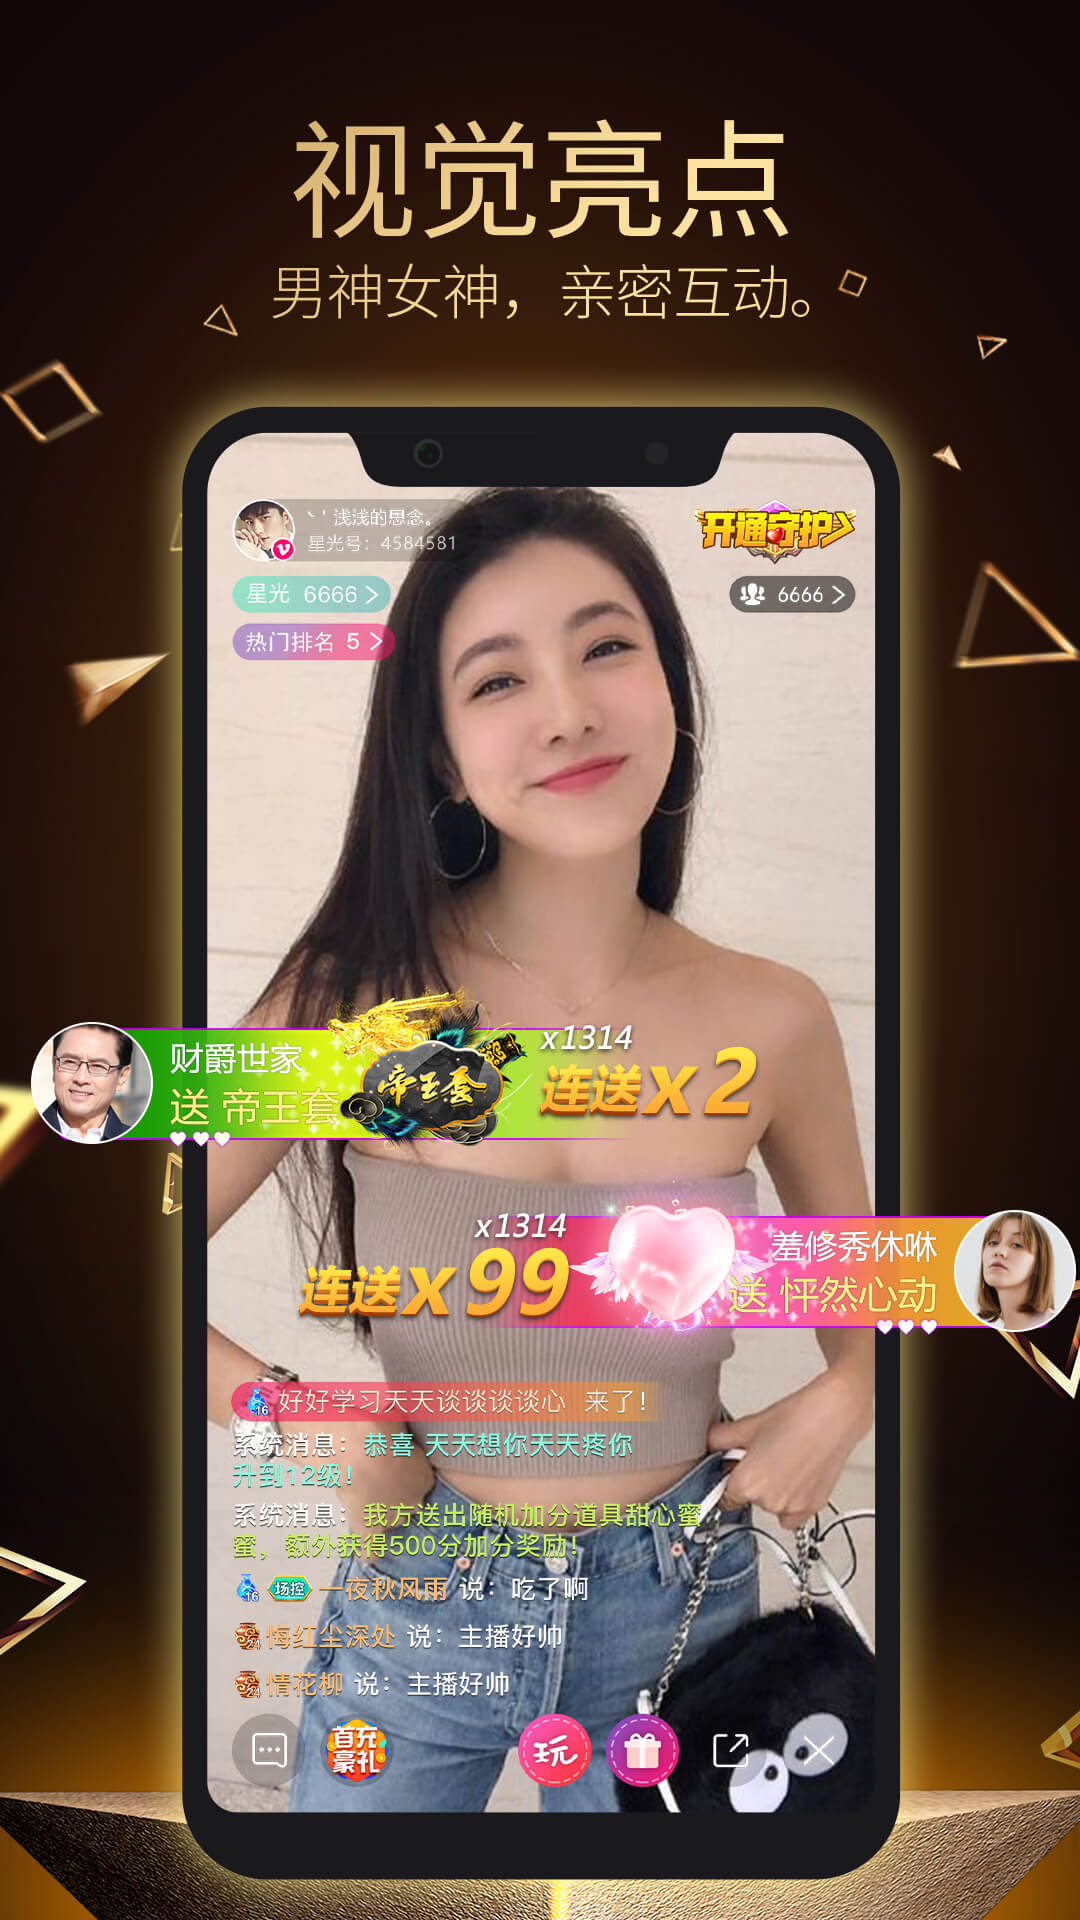 视觉亮点
男神女神，亲密互动。
丶'浅浅的思念。
星光号：4584581
开通守护
星光 6666
6666
热门排名 5
财爵世家
送 帝王套
帝王套
x1314
连送x2
x1314
连送x99
羞修秀休咻
送 怦然心动
16 好好学习天天谈谈谈谈心 来了！
系统消息：恭喜 天天想你天天疼你
升到12级！
系统消息：我方送出随机加分道具甜心蜜
蜜，额外获得500分加分奖励！
16 场控 一夜秋风雨 说：吃了啊
24 悔红尘深处 说：主播好帅
24 情花柳 说：主播好帅
首充
豪礼
玩